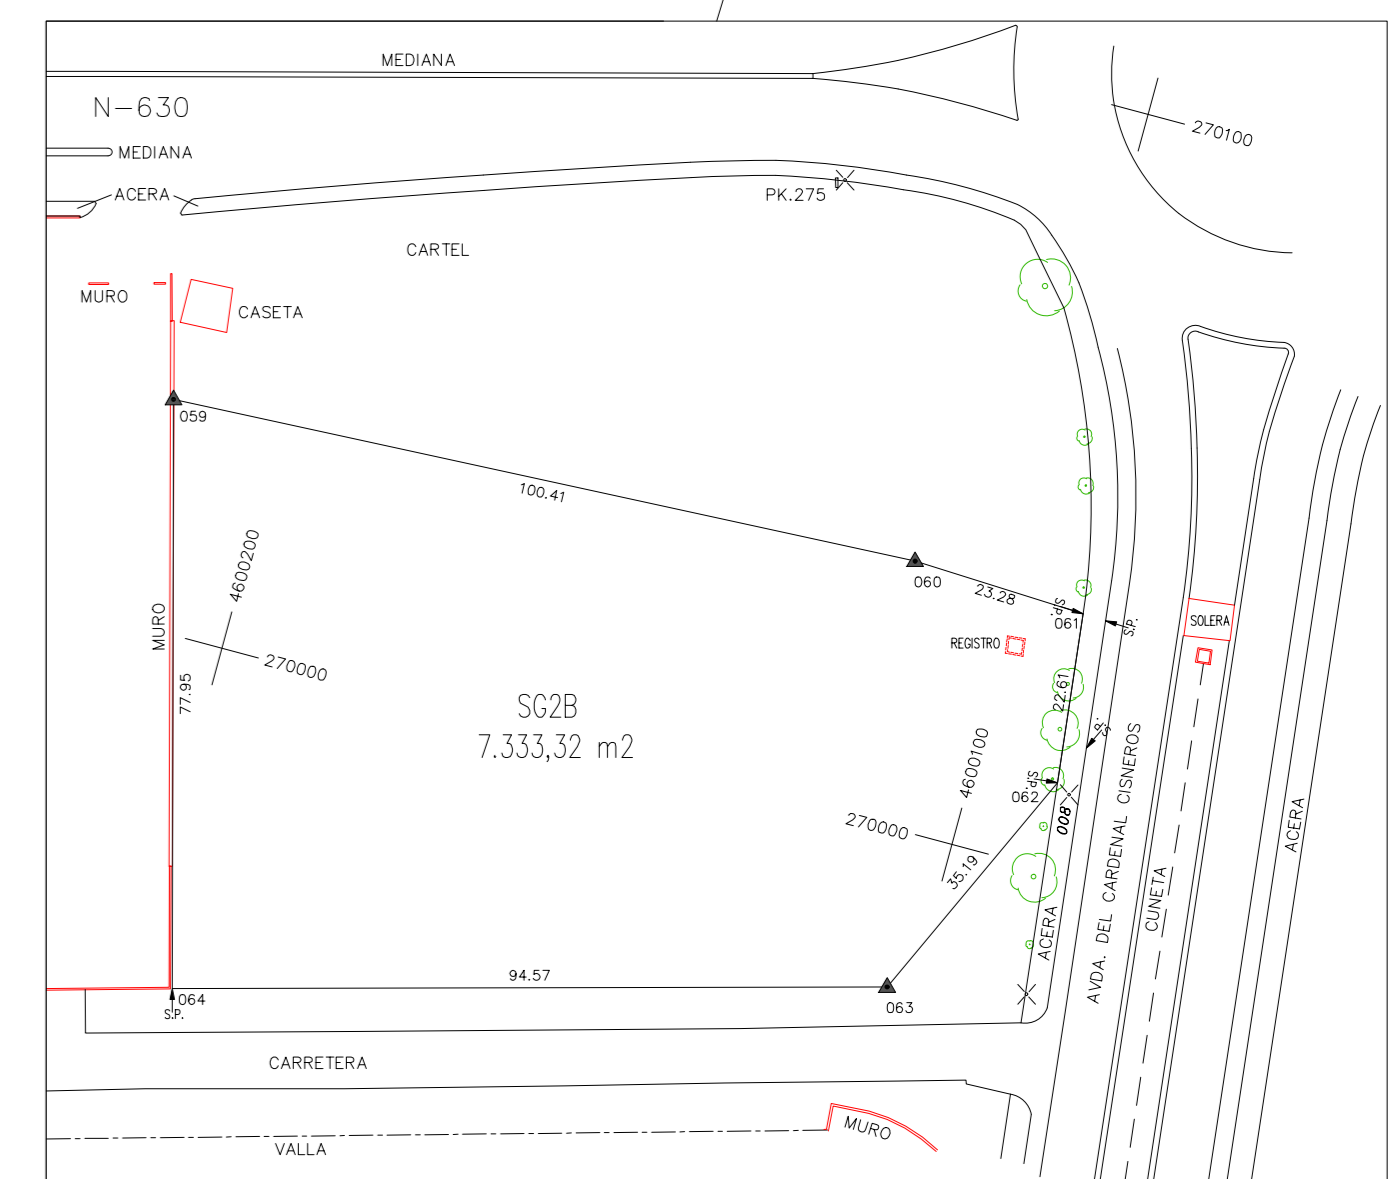 MEDIANA
N-630
270100
MEDIANA
ACERA
PK.275
CARTEL
MURO
CASETA
059
100.41
4600200
060
23.28
S.P.
061
S.P.
MURO
SOLERA
REGISTRO
270000
77.95
22.61
SG2B
7.333,32 m2
S.P.
4600100
S.P.
062
008
270000
AVDA. DEL CARDENAL CISNEROS
ACERA
35.19
CUNETA
ACERA
94.57
064
S.P.
063
CARRETERA
MURO
VALLA